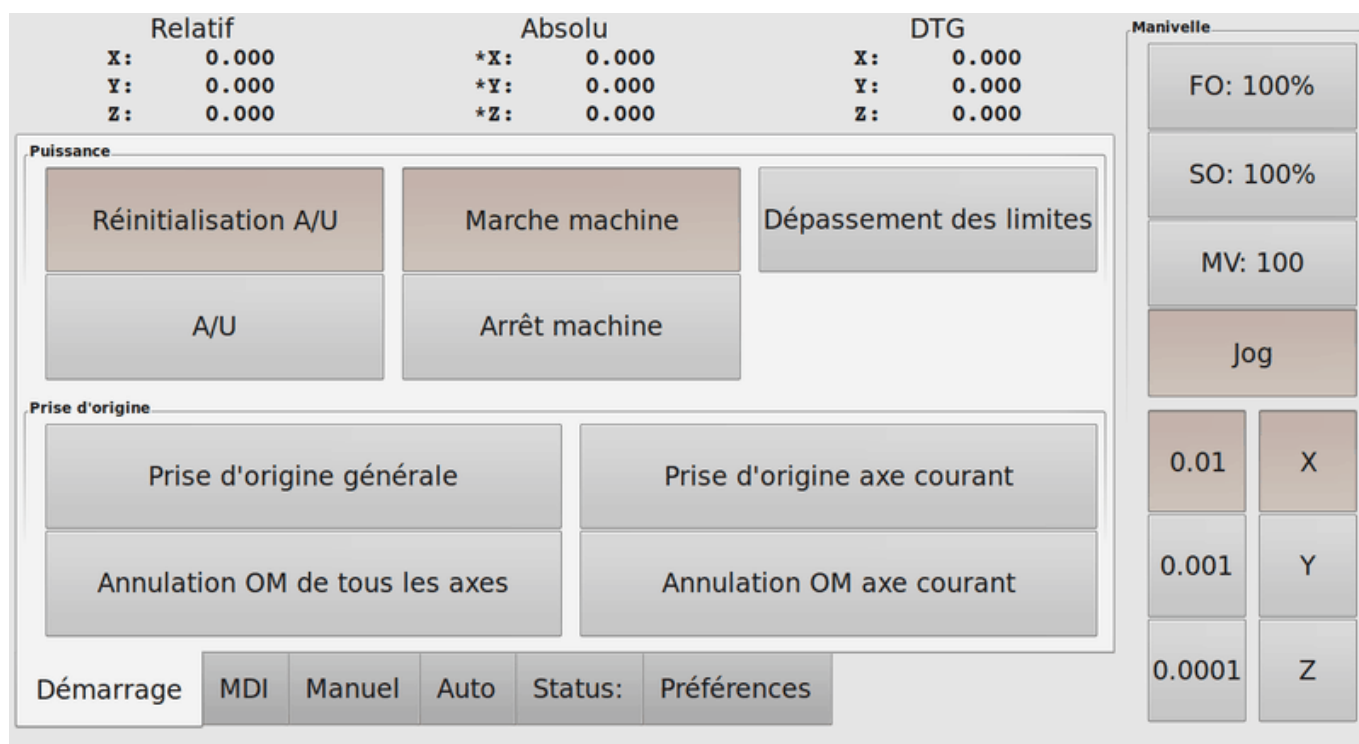 Relatif Absolu DTG
X: 0.000 *X: 0.000 X: 0.000
Y: 0.000 *Y: 0.000 Y: 0.000
Z: 0.000 *Z: 0.000 Z: 0.000
Puissance
Réinitialisation A/U Marche machine Dépassement des limites
A/U Arrêt machine
Prise d'origine
Prise d'origine générale Prise d'origine axe courant
Annulation OM de tous les axes Annulation OM axe courant
Démarrage MDI Manuel Auto Status: Préférences
Manivelle
FO: 100%
SO: 100%
MV: 100
Jog
0.01 X
0.001 Y
0.0001 Z